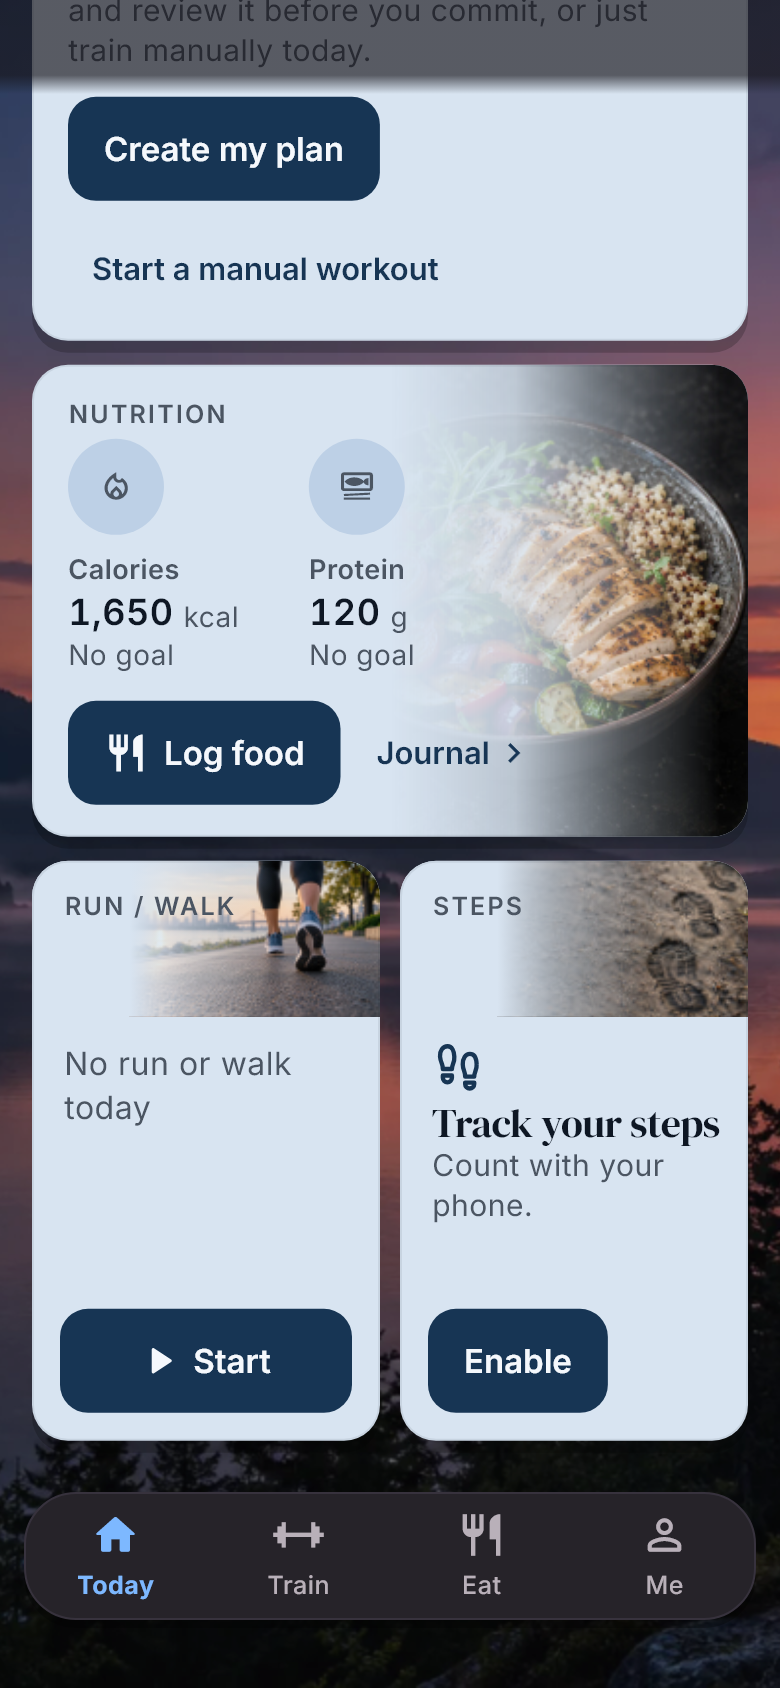 and review it before you commit, or just
train manually today.
Create my plan
Start a manual workout
NUTRITION
Calories
1,650 kcal
No goal
Protein
120 g
No goal
Log food
Journal
RUN / WALK
No run or walk
today
Start
STEPS
Track your steps
Count with your
phone.
Enable
Today
Train
Eat
Me